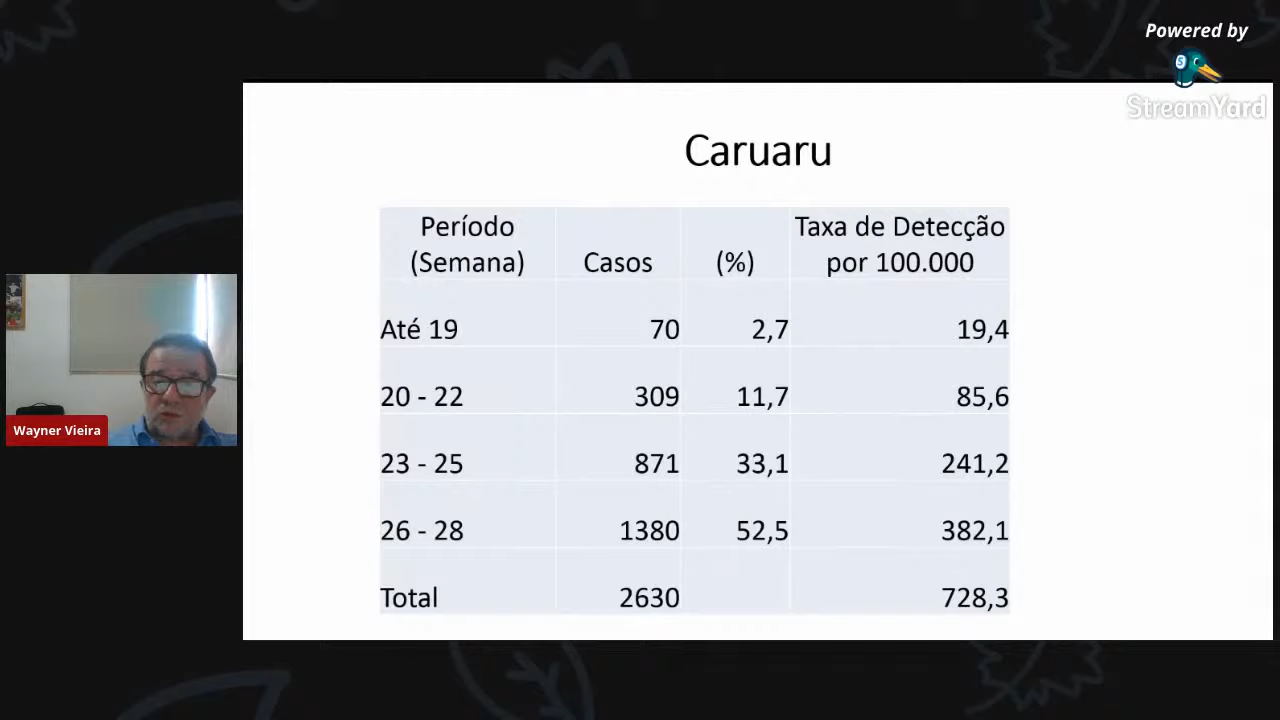 Powered by
StreamYard
Caruaru
Período (Semana) Casos (%) Taxa de Detecção por 100.000
Até 19 70 2,7 19,4
20 - 22 309 11,7 85,6
23 - 25 871 33,1 241,2
26 - 28 1380 52,5 382,1
Total 2630 728,3
Wayner Vieira